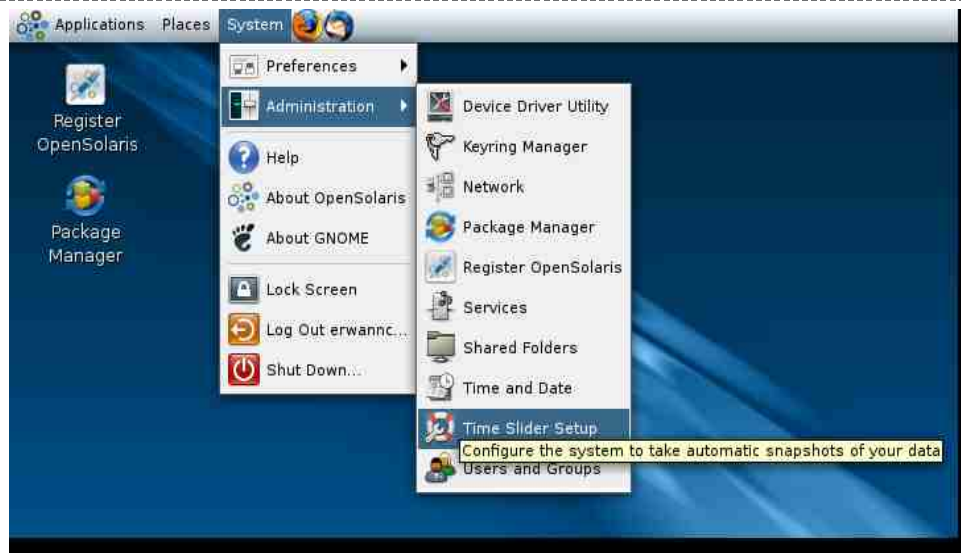 Applications Places System
Register
OpenSolaris
Package
Manager
Preferences
Administration
Help
About OpenSolaris
About GNOME
Lock Screen
Log Out erwannc...
Shut Down...
Device Driver Utility
Keyring Manager
Network
Package Manager
Register OpenSolaris
Services
Shared Folders
Time and Date
Time Slider Setup
Configure the system to take automatic snapshots of your data
Users and Groups